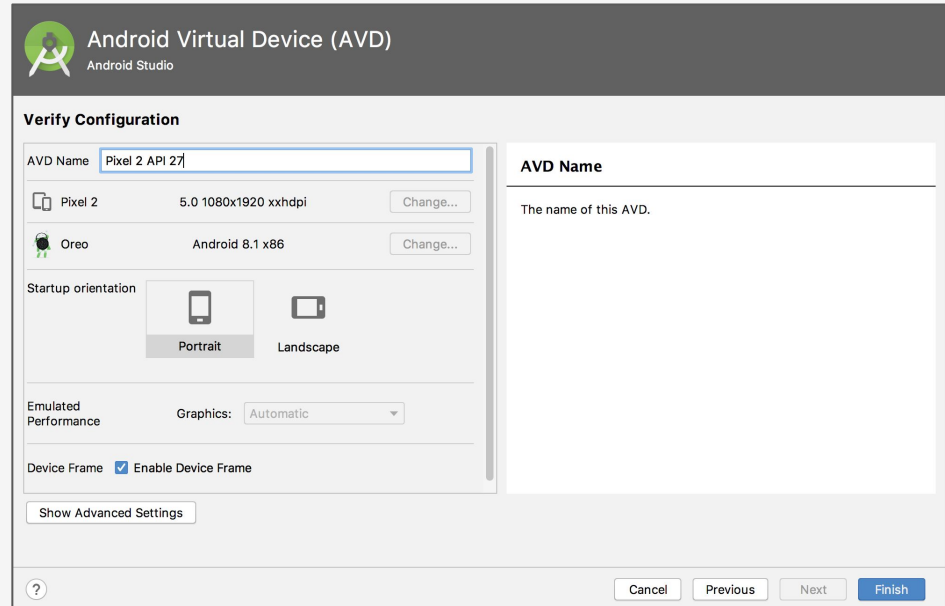 Android Virtual Device (AVD)
Android Studio
Verify Configuration
AVD Name Pixel 2 API 27
Pixel 2 5.0 1080x1920 xxhdpi Change...
Oreo Android 8.1 x86 Change...
Startup orientation
Portrait Landscape
Emulated
Performance
Graphics: Automatic
Device Frame Enable Device Frame
Show Advanced Settings
AVD Name
The name of this AVD.
? Cancel Previous Next Finish